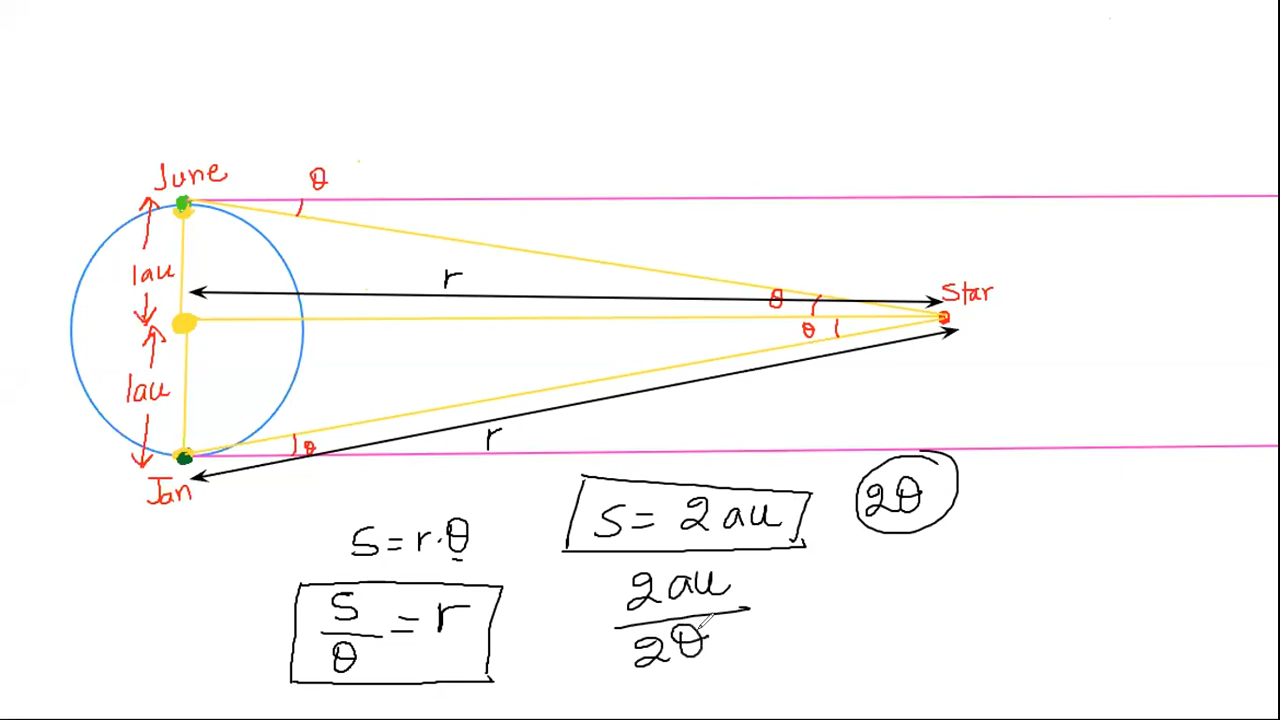 June
θ
1au
r
θ
Star
θ
1au
θ
r
Jan
S = 2au
2θ
S = r·θ
2au
2θ
S
θ
= r